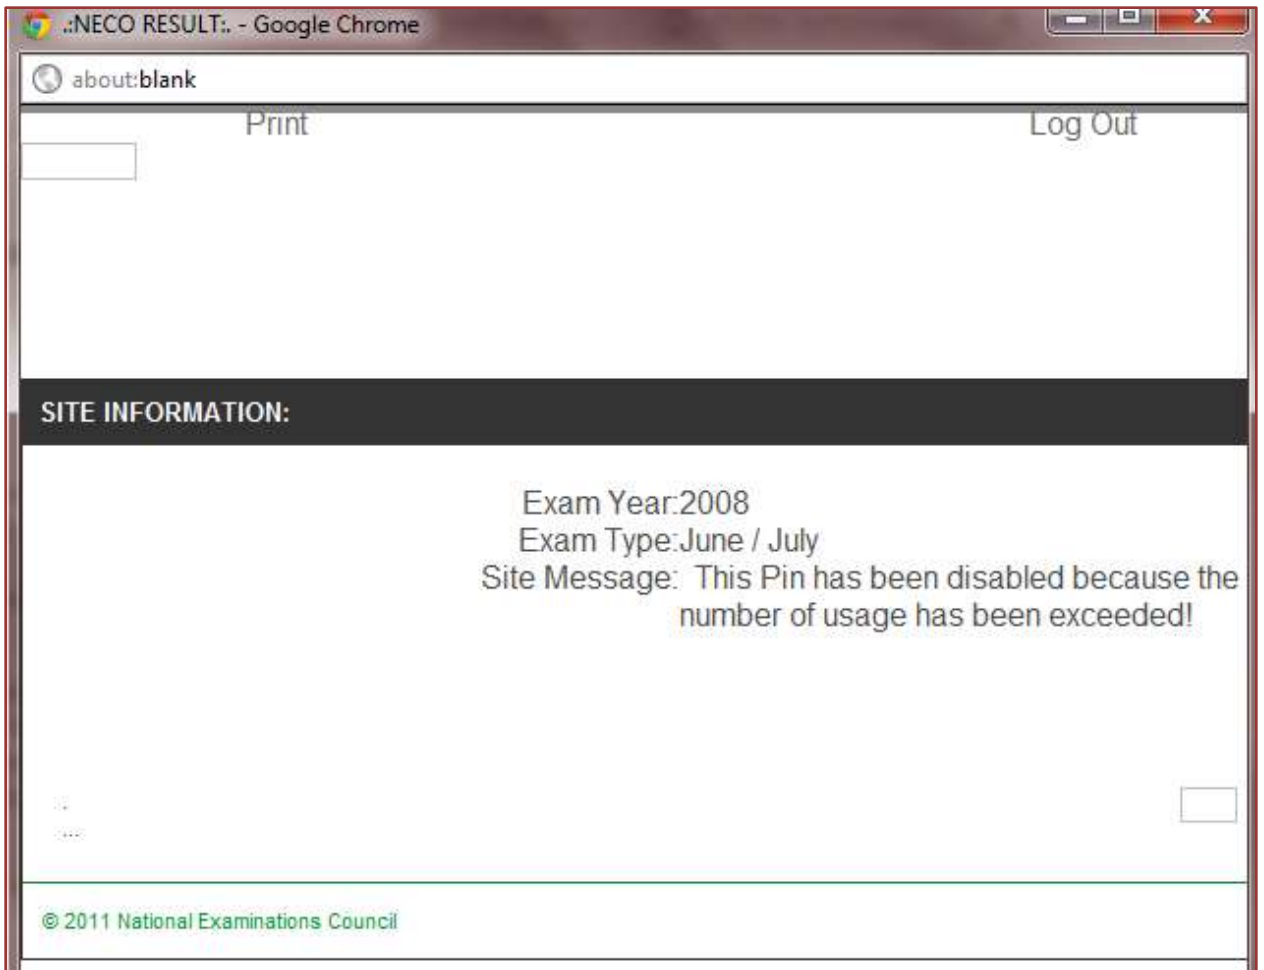 .:NECO RESULT:. - Google Chrome
about:blank
Print Log Out
SITE INFORMATION:
Exam Year:2008
Exam Type:June / July
Site Message: This Pin has been disabled because the
number of usage has been exceeded!
.
...
© 2011 National Examinations Council